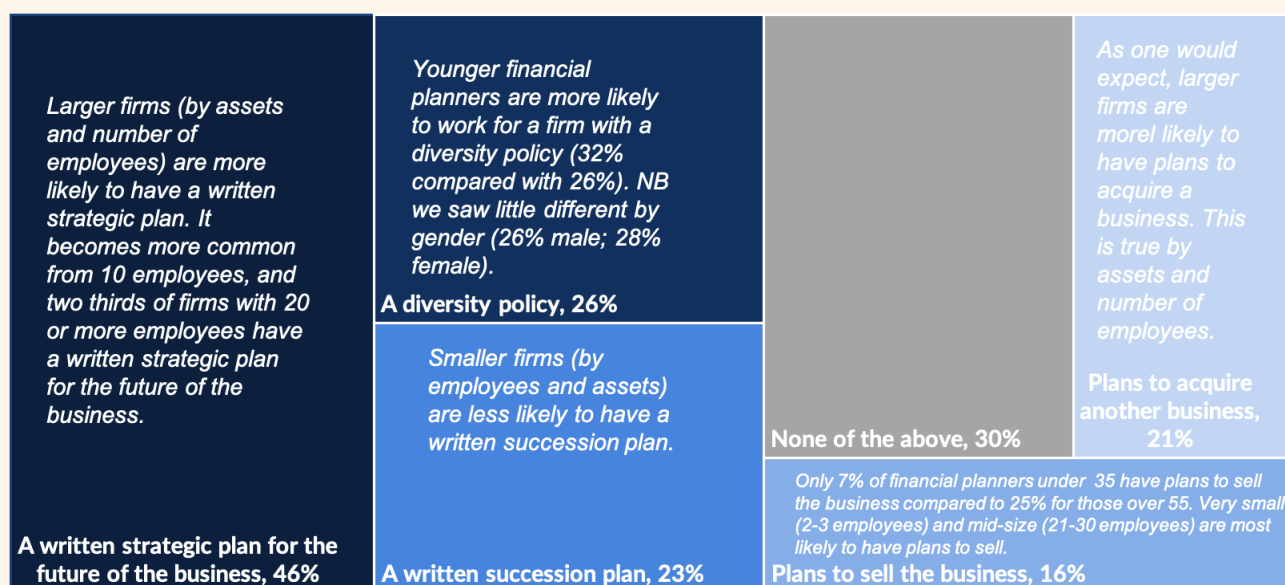 Larger firms (by assets
and number of
employees) are more
likely to have a written
strategic plan. It
becomes more common
from 10 employees, and
two thirds of firms with 20
or more employees have
a written strategic plan
for the future of the
business.
A written strategic plan for the
future of the business, 46%
Younger financial
planners are more likely
to work for a firm with a
diversity policy (32%
compared with 26%). NB
we saw little different by
gender (26% male; 28%
female).
A diversity policy, 26%
Smaller firms (by
employees and assets)
are less likely to have a
written succession plan.
A written succession plan, 23%
None of the above, 30%
As one would
expect, larger
firms are
morel likely to
have plans to
acquire a
business. This
is true by
assets and
number of
employees.
Plans to acquire
another business,
21%
Only 7% of financial planners under 35 have plans to sell
the business compared to 25% for those over 55. Very small
(2-3 employees) and mid-size (21-30 employees) are most
likely to have plans to sell.
Plans to sell the business, 16%